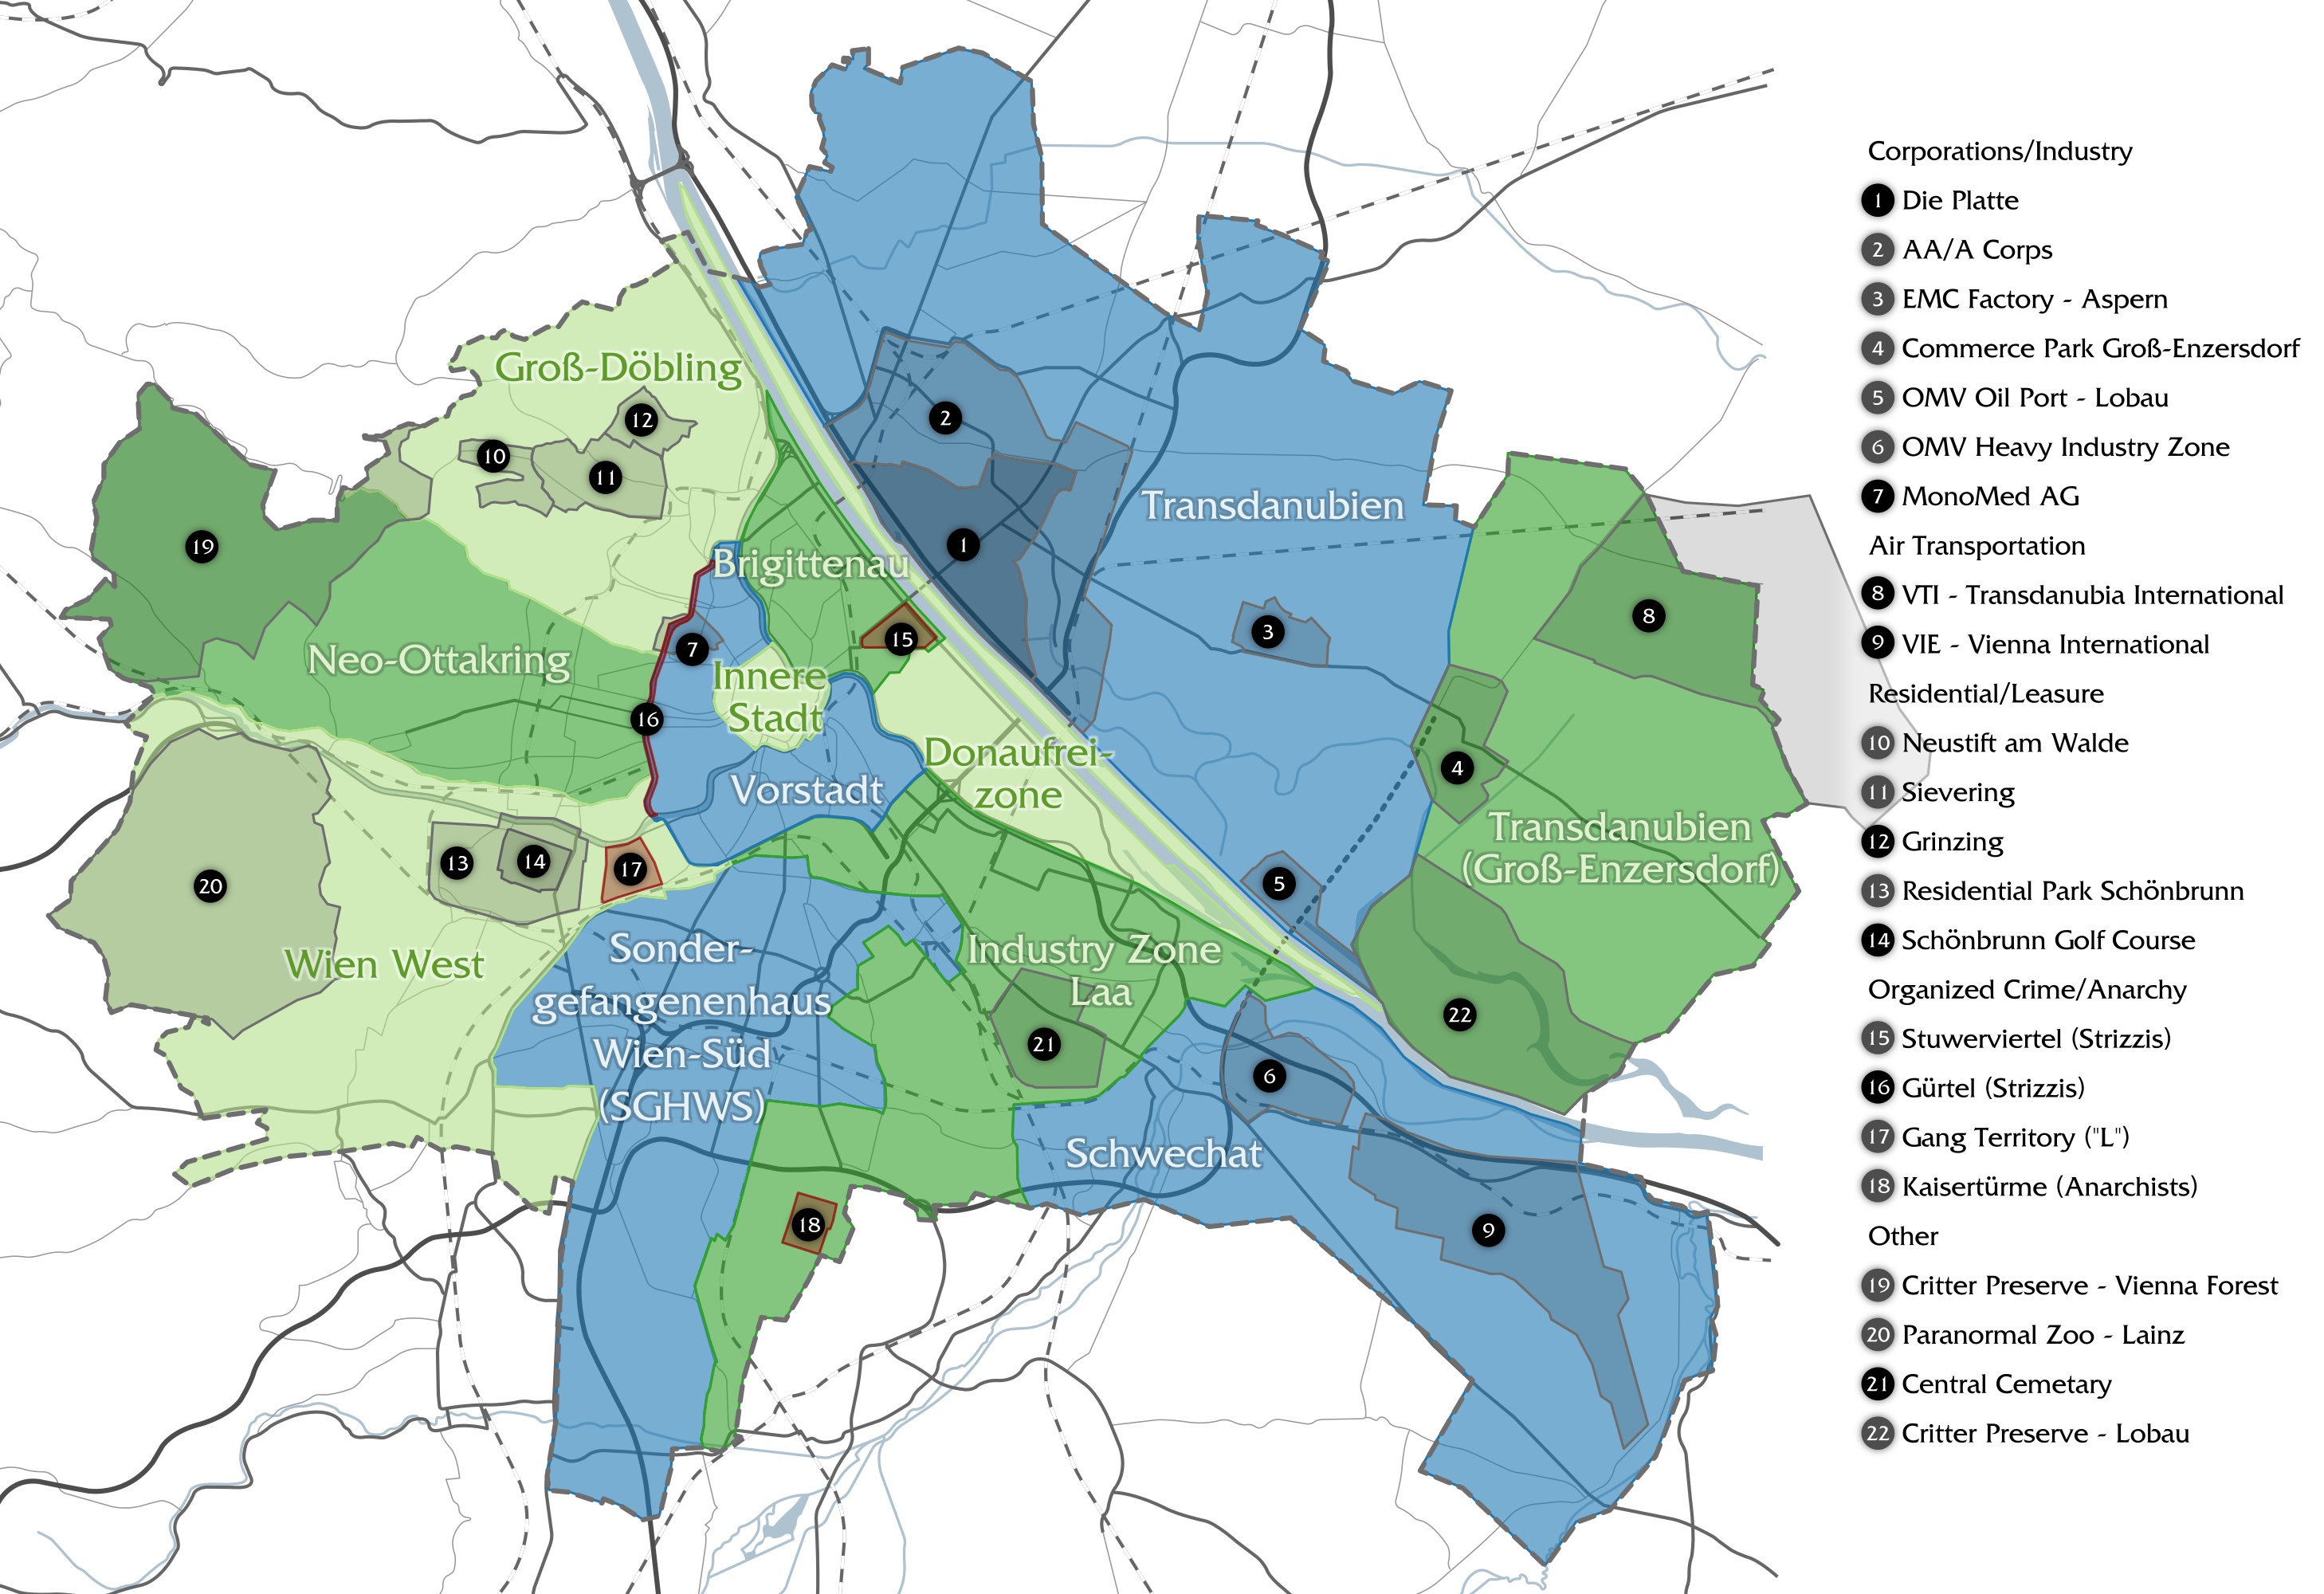 Groß-Döbling
12
2
10
11
Transdanubien
19
1
Brigittenau
8
3
15
7
Neo-Ottakring
Innere
Stadt
16
Donaufrei-
zone
4
Vorstadt
Transdanubien
(Groß-Enzersdorf)
13
14
17
5
20
Wien West
Sonder-
gefangenenhaus
Wien-Süd
(SGHWS)
Industry Zone
Laa
22
21
6
Schwechat
18
9
Corporations/Industry
1 Die Platte
2 AA/A Corps
3 EMC Factory - Aspern
4 Commerce Park Groß-Enzersdorf
5 OMV Oil Port - Lobau
6 OMV Heavy Industry Zone
7 MonoMed AG
Air Transportation
8 VTI - Transdanubia International
9 VIE - Vienna International
Residential/Leasure
10 Neustift am Walde
11 Sievering
12 Grinzing
13 Residential Park Schönbrunn
14 Schönbrunn Golf Course
Organized Crime/Anarchy
15 Stuwerviertel (Strizzis)
16 Gürtel (Strizzis)
17 Gang Territory ("L")
18 Kaisertürme (Anarchists)
Other
19 Critter Preserve - Vienna Forest
20 Paranormal Zoo - Lainz
21 Central Cemetary
22 Critter Preserve - Lobau